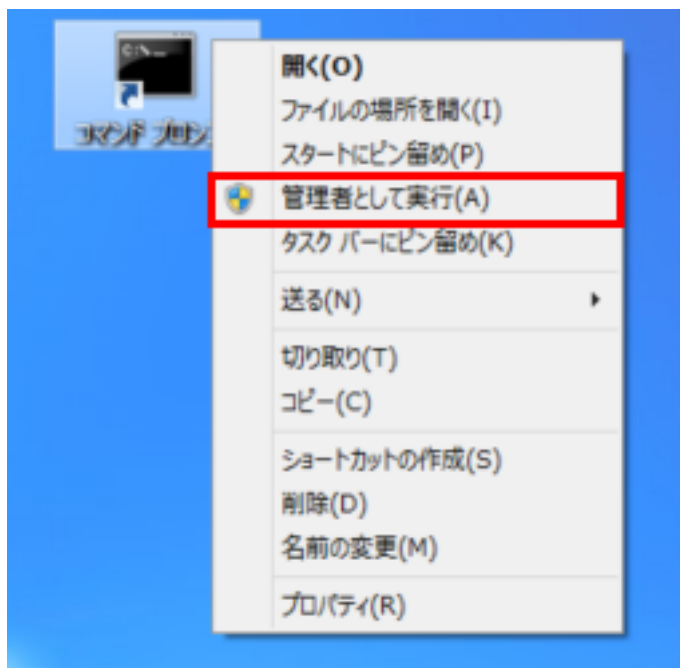 C:\_
コマンド プロン
開く(O)
ファイルの場所を開く(I)
スタートにピン留め(P)
管理者として実行(A)
タスク バーにピン留め(K)
送る(N)
切り取り(T)
コピー(C)
ショートカットの作成(S)
削除(D)
名前の変更(M)
プロパティ(R)